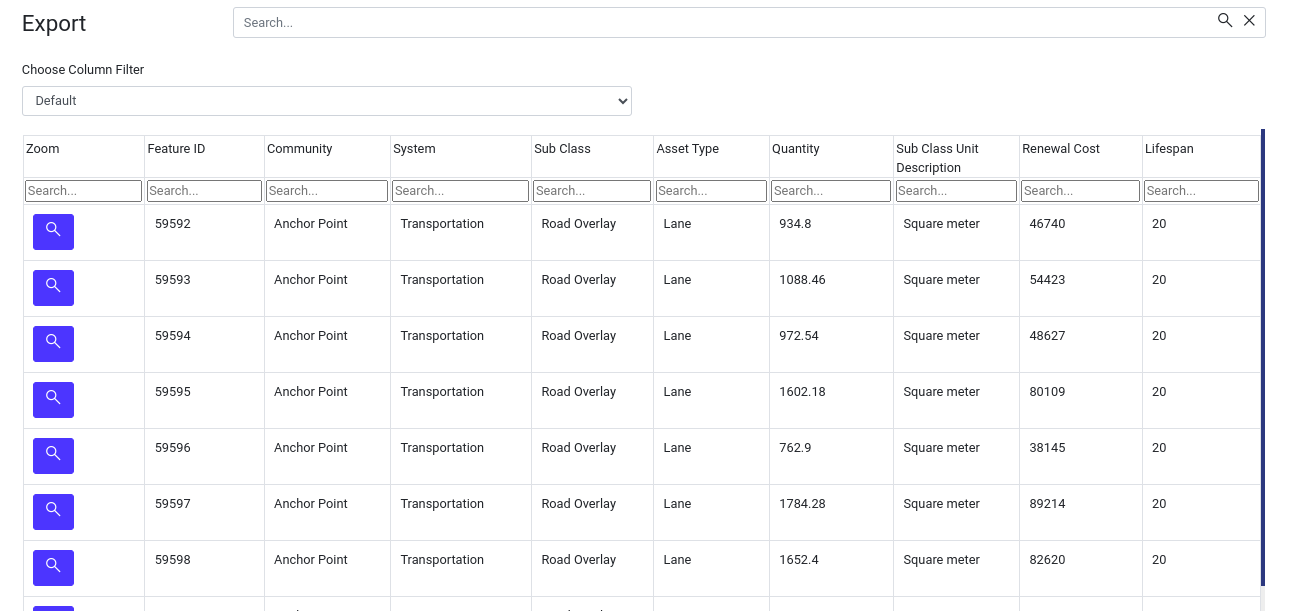 Export
Search...
Choose Column Filter
Default
Zoom Feature ID Community System Sub Class Asset Type Quantity Sub Class Unit Description Renewal Cost Lifespan
Search... Search... Search... Search... Search... Search... Search... Search... Search... Search...
59592 Anchor Point Transportation Road Overlay Lane 934.8 Square meter 46740 20
59593 Anchor Point Transportation Road Overlay Lane 1088.46 Square meter 54423 20
59594 Anchor Point Transportation Road Overlay Lane 972.54 Square meter 48627 20
59595 Anchor Point Transportation Road Overlay Lane 1602.18 Square meter 80109 20
59596 Anchor Point Transportation Road Overlay Lane 762.9 Square meter 38145 20
59597 Anchor Point Transportation Road Overlay Lane 1784.28 Square meter 89214 20
59598 Anchor Point Transportation Road Overlay Lane 1652.4 Square meter 82620 20